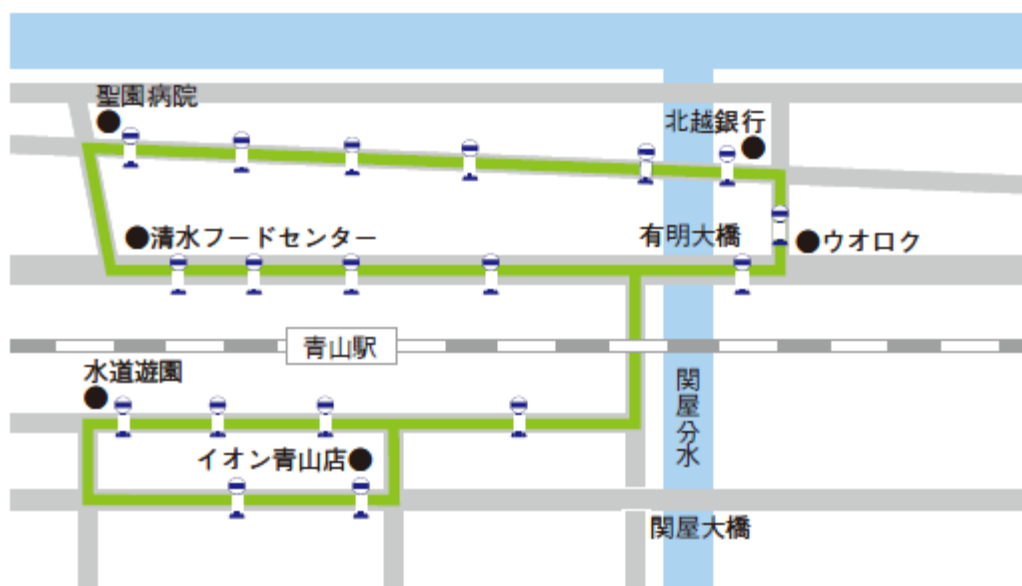 聖園病院
北越銀行
●清水フードセンター
有明大橋
●ウオロク
青山駅
水道遊園
関屋分水
イオン青山店●
関屋大橋